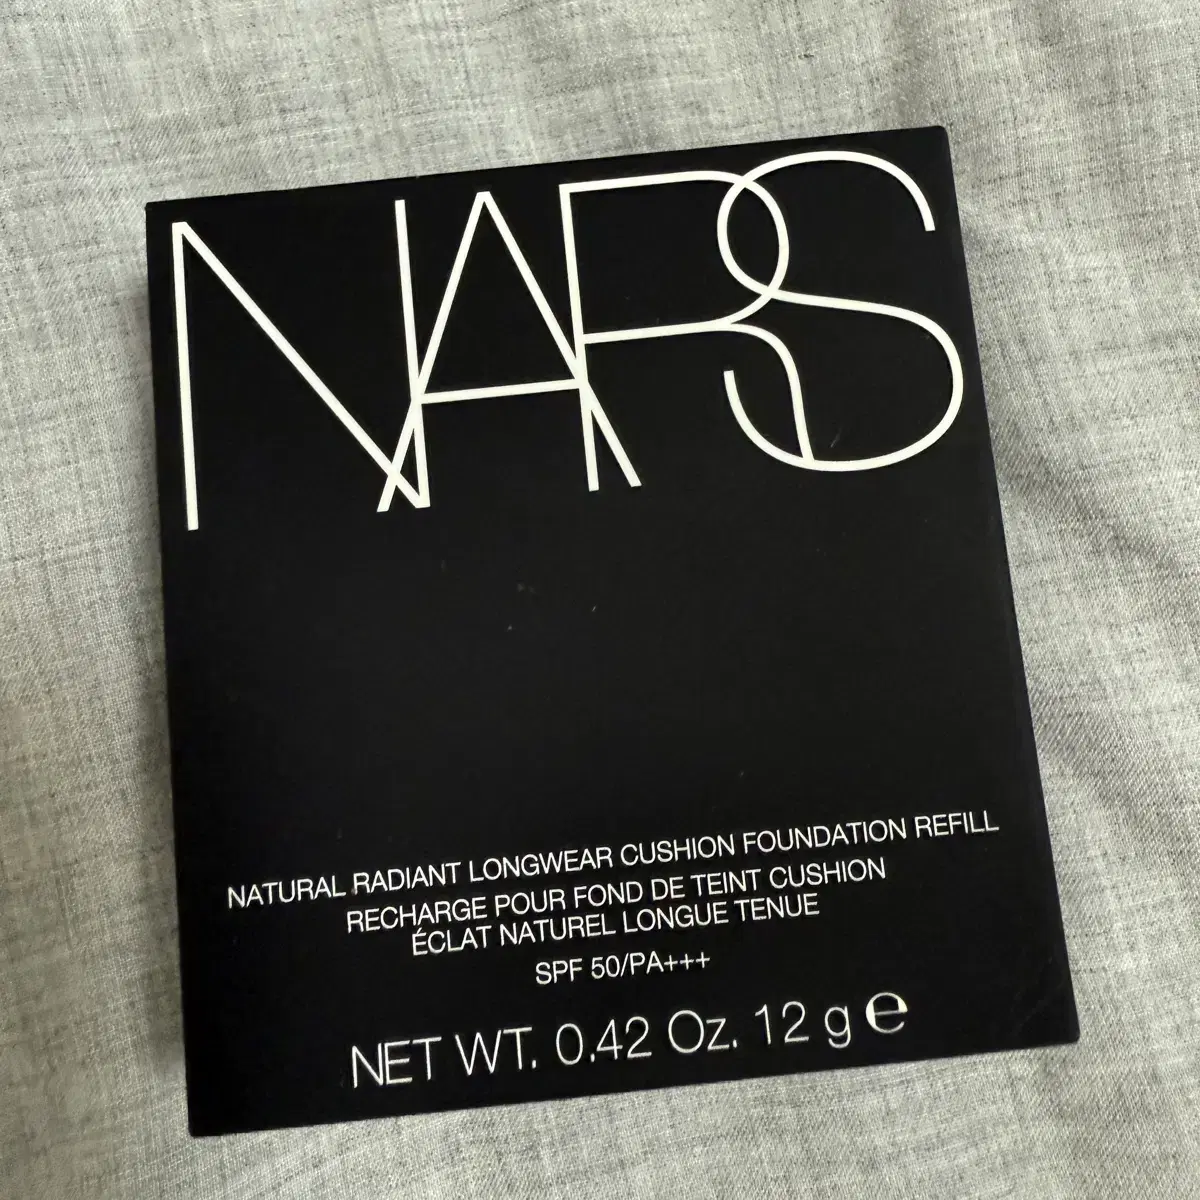 NARS
NATURAL RADIANT LONGWEAR CUSHION FOUNDATION REFILL
RECHARGE POUR FOND DE TEINT CUSHION
ÉCLAT NATUREL LONGUE TENUE
SPF 50/PA+++
NET WT. 0.42 Oz. 12 g ℮